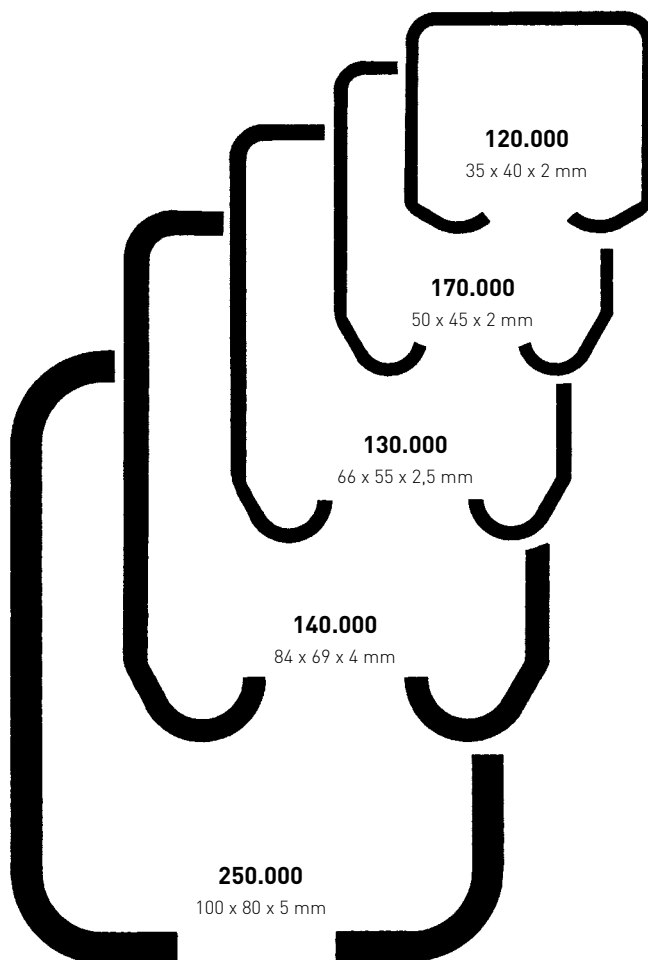 120.000
35 x 40 x 2 mm
170.000
50 x 45 x 2 mm
130.000
66 x 55 x 2,5 mm
140.000
84 x 69 x 4 mm
250.000
100 x 80 x 5 mm